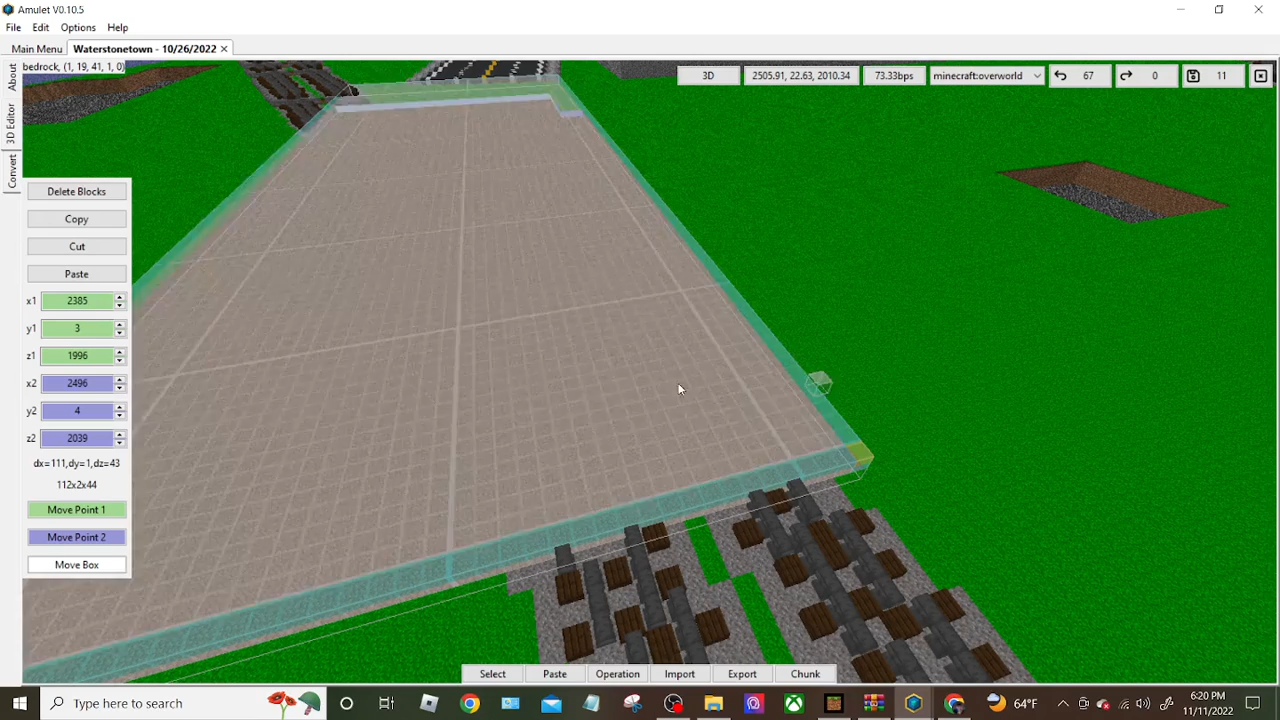 Amulet V0.10.5
File Edit Options Help
Main Menu Waterstonetown - 10/26/2022
bedrock, (1, 19, 41, 1, 0)
3D 2505.91, 22.63, 2010.34 73.33bps minecraft:overworld 67 0 11
About
3D Editor
Convert
Delete Blocks
Copy
Cut
Paste
x1 2385
y1 3
z1 1996
x2 2496
y2 4
z2 2039
dx=111,dy=1,dz=43
112x2x44
Move Point 1
Move Point 2
Move Box
Select Paste Operation Import Export Chunk
Type here to search
64°F
6:20 PM
11/11/2022